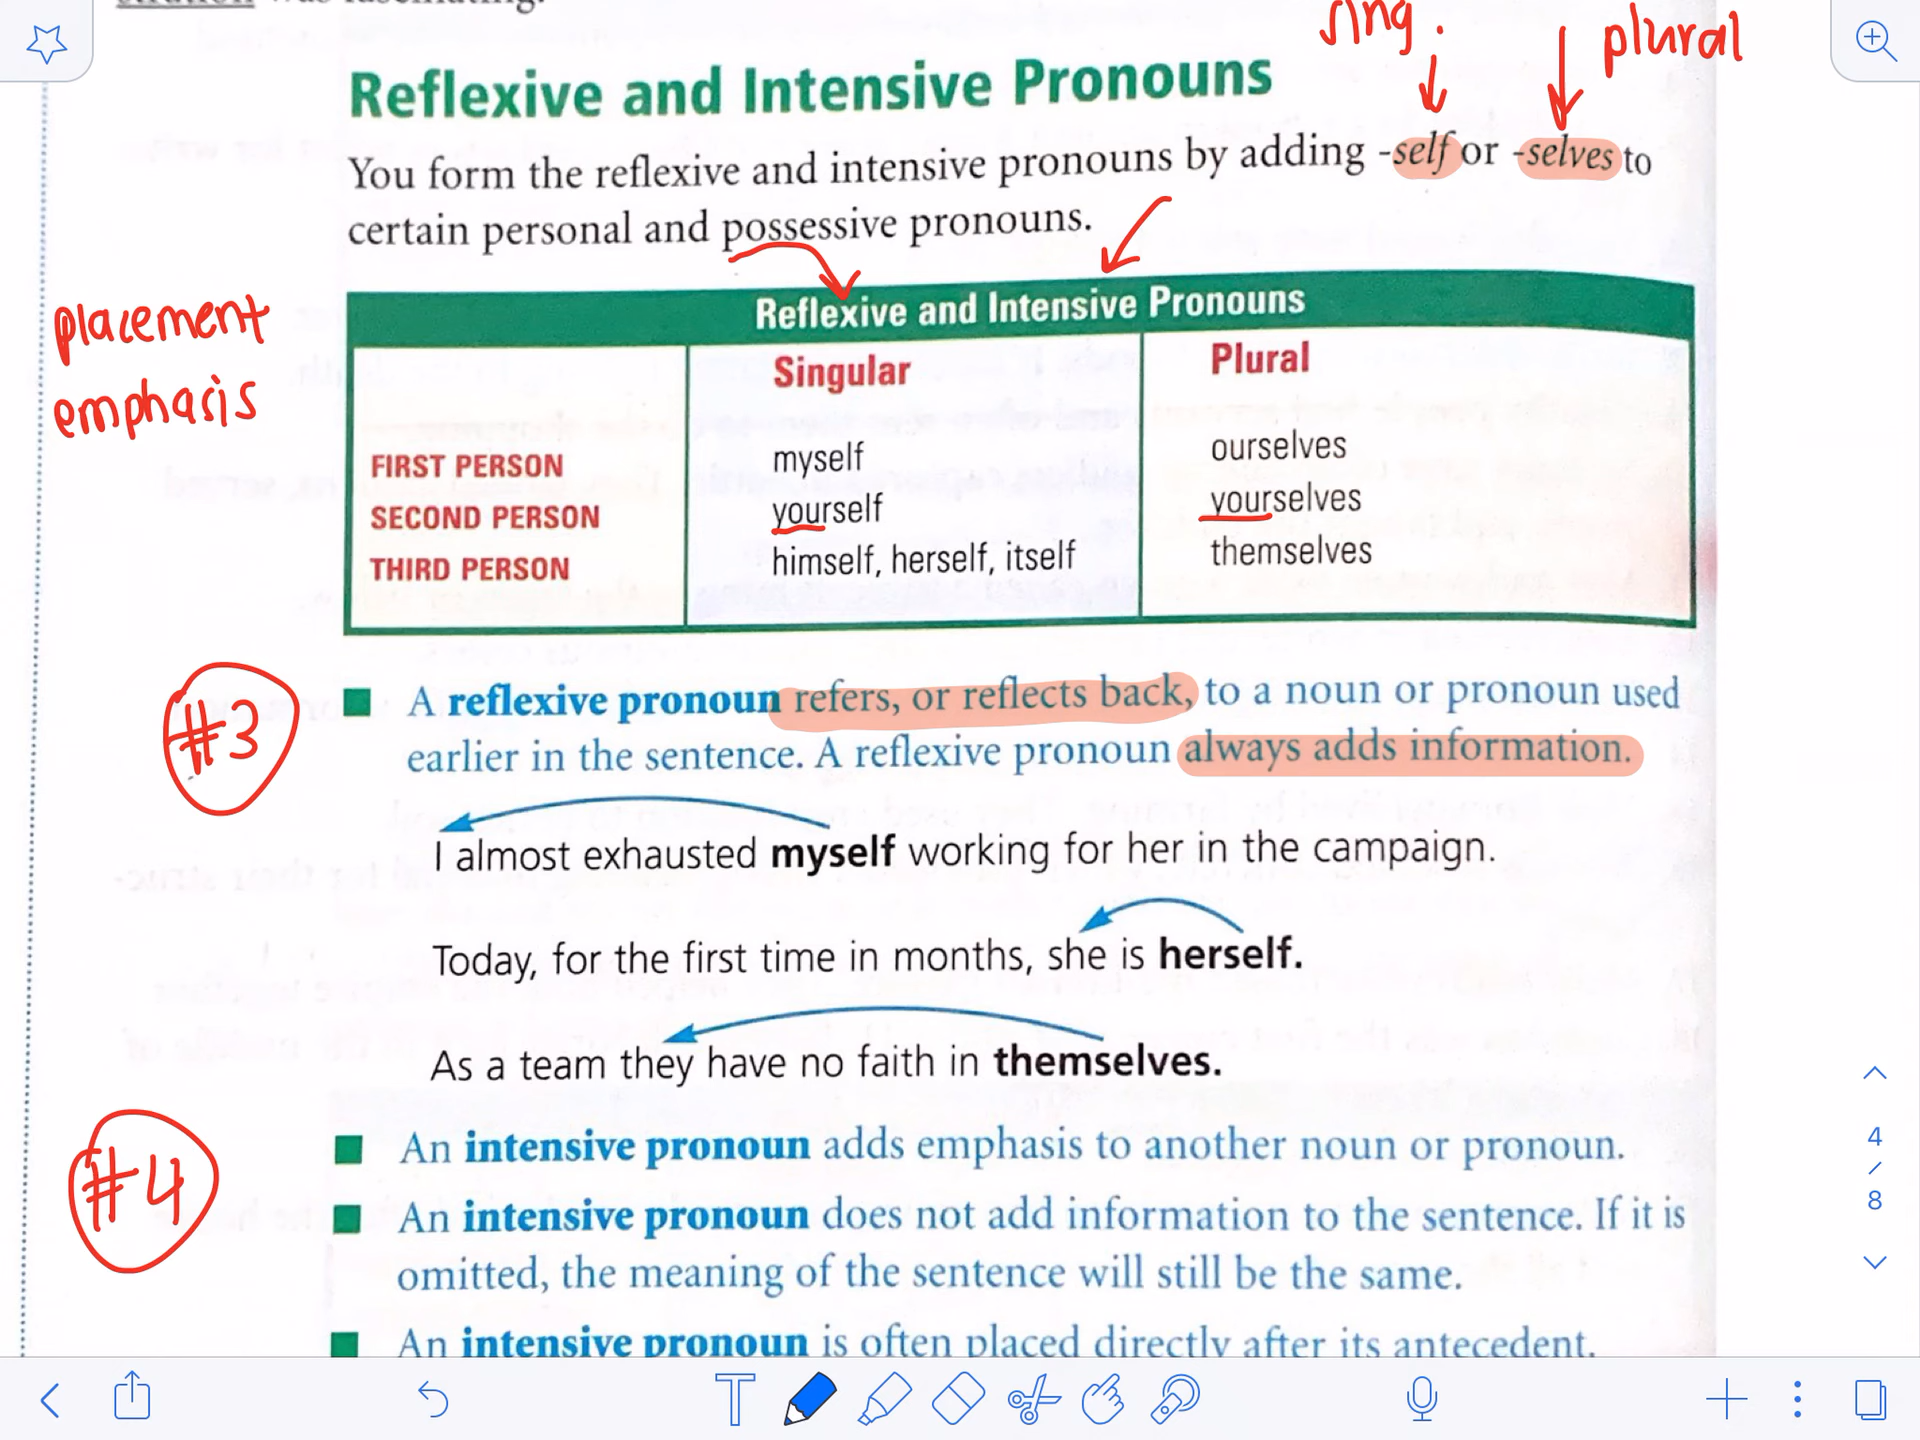 was fascinating.
sing.
plural
Reflexive and Intensive Pronouns
You form the reflexive and intensive pronouns by adding -self or -selves to
certain personal and possessive pronouns.
placement
emphasis
Reflexive and Intensive Pronouns
Singular Plural
FIRST PERSON myself ourselves
SECOND PERSON yourself yourselves
THIRD PERSON himself, herself, itself themselves
#3
A reflexive pronoun refers, or reflects back, to a noun or pronoun used
earlier in the sentence. A reflexive pronoun always adds information.
I almost exhausted myself working for her in the campaign.
Today, for the first time in months, she is herself.
As a team they have no faith in themselves.
#4
An intensive pronoun adds emphasis to another noun or pronoun.
An intensive pronoun does not add information to the sentence. If it is
omitted, the meaning of the sentence will still be the same.
An intensive pronoun is often placed directly after its antecedent.
4
/
8
T